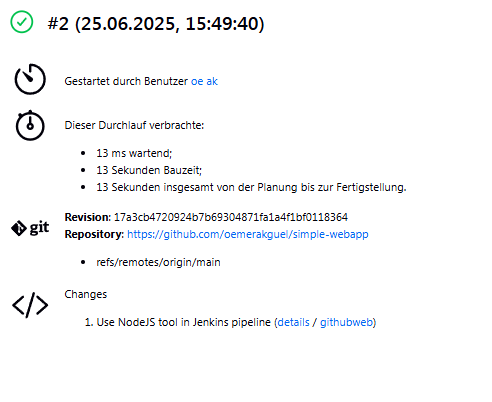 #2 (25.06.2025, 15:49:40)
Gestartet durch Benutzer oe ak
Dieser Durchlauf verbrachte:
• 13 ms wartend;
• 13 Sekunden Bauzeit;
• 13 Sekunden insgesamt von der Planung bis zur Fertigstellung.
git
Revision: 17a3cb4720924b7b69304871fa1a4f1bf0118364
Repository: https://github.com/oemerakguel/simple-webapp
• refs/remotes/origin/main
Changes
1. Use NodeJS tool in Jenkins pipeline (details / githubweb)